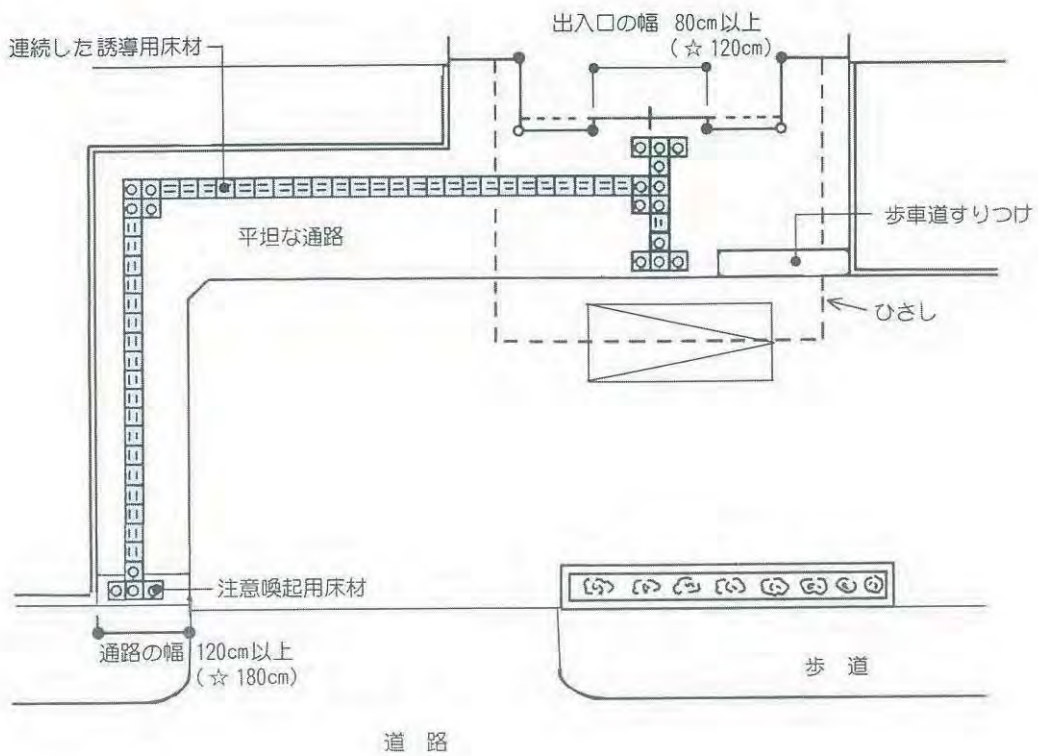 出入口の幅 80cm以上
(☆ 120cm)
連続した誘導用床材
歩車道すりつけ
平坦な通路
ひさし
注意喚起用床材
通路の幅 120cm以上
(☆ 180cm)
歩 道
道 路